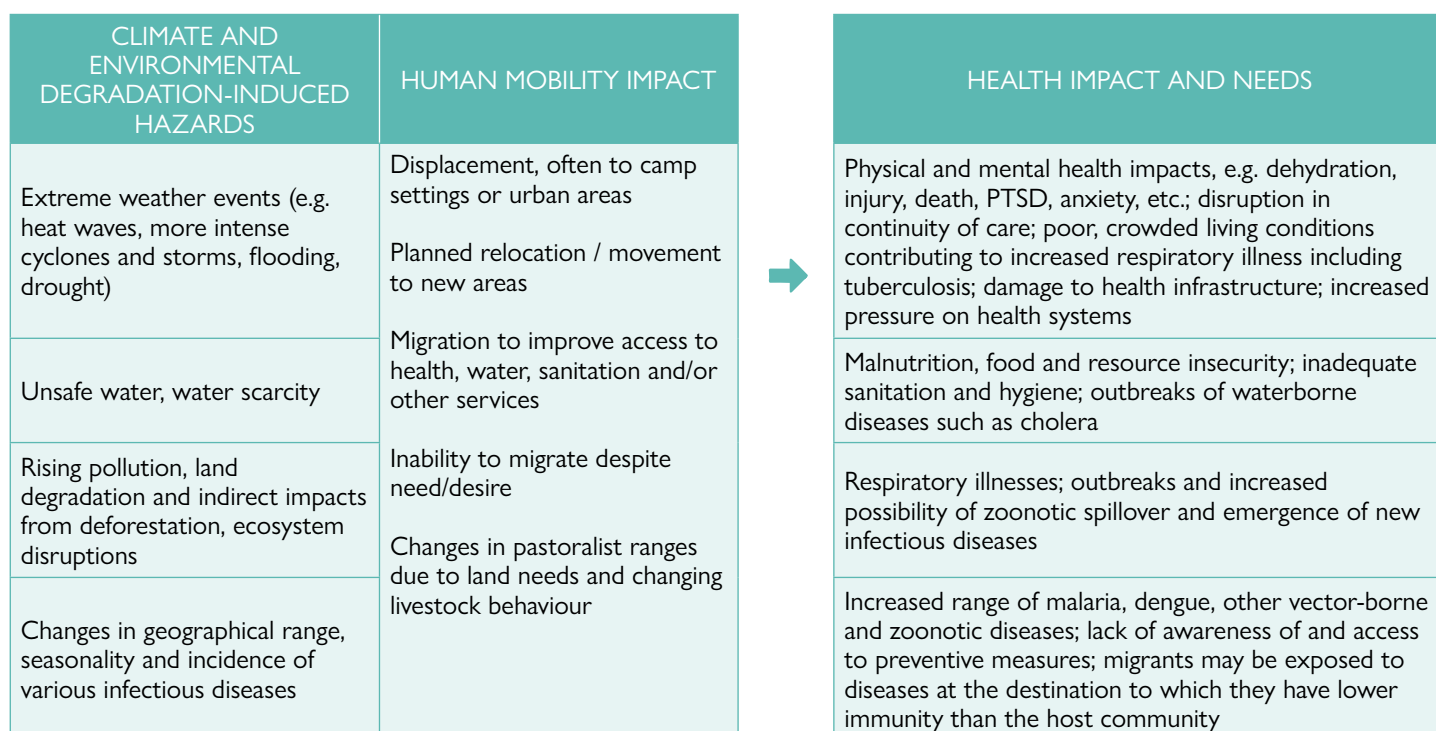 CLIMATE AND
ENVIRONMENTAL
DEGRADATION-INDUCED
HAZARDS
HUMAN MOBILITY IMPACT
HEALTH IMPACT AND NEEDS
Extreme weather events (e.g.
heat waves, more intense
cyclones and storms, flooding,
drought)
Unsafe water, water scarcity
Rising pollution, land
degradation and indirect impacts
from deforestation, ecosystem
disruptions
Changes in geographical range,
seasonality and incidence of
various infectious diseases
Displacement, often to camp
settings or urban areas
Planned relocation / movement
to new areas
Migration to improve access to
health, water, sanitation and/or
other services
Inability to migrate despite
need/desire
Changes in pastoralist ranges
due to land needs and changing
livestock behaviour
Physical and mental health impacts, e.g. dehydration,
injury, death, PTSD, anxiety, etc.; disruption in
continuity of care; poor, crowded living conditions
contributing to increased respiratory illness including
tuberculosis; damage to health infrastructure; increased
pressure on health systems
Malnutrition, food and resource insecurity; inadequate
sanitation and hygiene; outbreaks of waterborne
diseases such as cholera
Respiratory illnesses; outbreaks and increased
possibility of zoonotic spillover and emergence of new
infectious diseases
Increased range of malaria, dengue, other vector-borne
and zoonotic diseases; lack of awareness of and access
to preventive measures; migrants may be exposed to
diseases at the destination to which they have lower
immunity than the host community